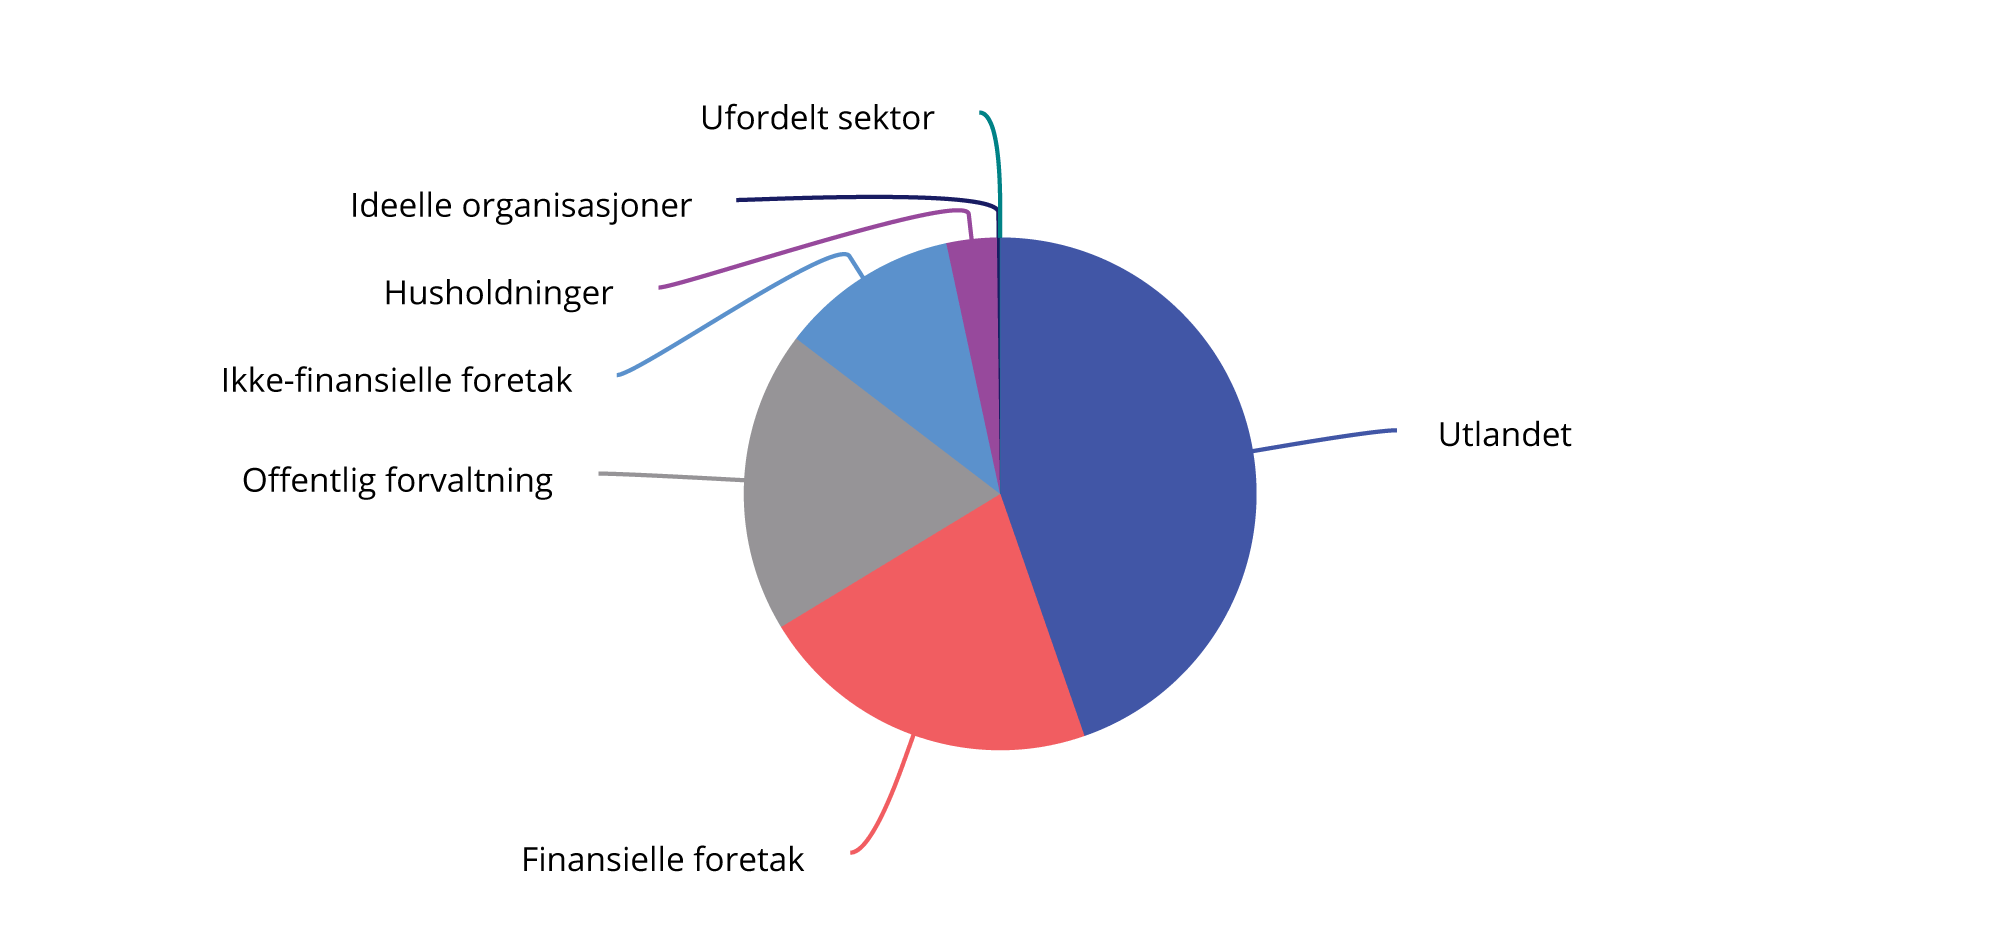 Ufordelt sektor
Ideelle organisasjoner
Husholdninger
Ikke-finansielle foretak
Utlandet
Offentlig forvaltning
Finansielle foretak